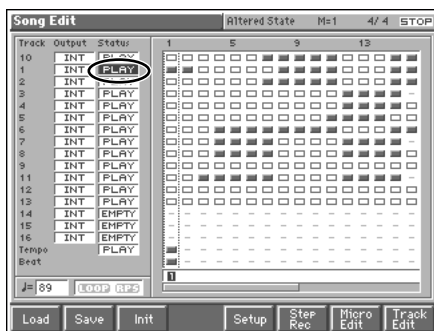 Song Edit Altered State M=1 4/ 4 STOP
Track Output Status 1 5 9 13
10 INT PLAY
1 INT PLAY
2 INT PLAY
3 INT PLAY
4 INT PLAY
5 INT PLAY
6 INT PLAY
7 INT PLAY
8 INT PLAY
9 INT PLAY
11 INT PLAY
12 INT PLAY
13 INT PLAY
14 INT EMPTY
15 INT EMPTY
16 INT EMPTY
Tempo PLAY
Beat
1
♩= 89 LOOP RPS
Load Save Init Setup Step Rec Micro Edit Track Edit